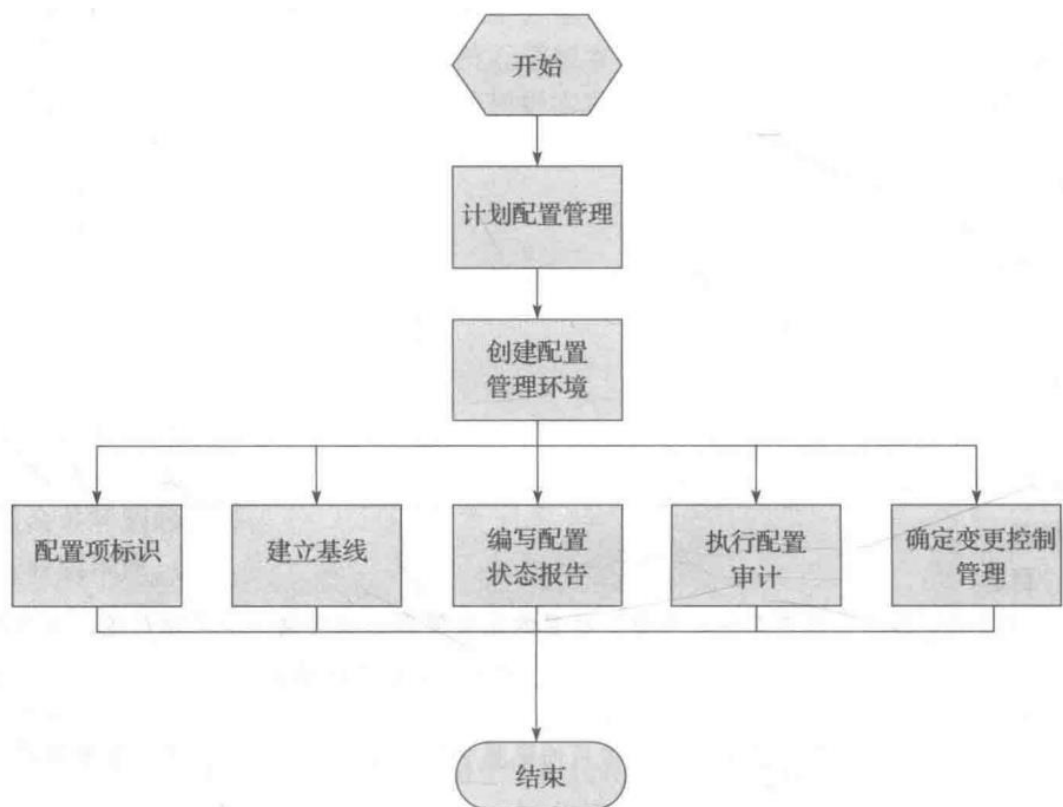 开始
计划配置管理
创建配置
管理环境
配置项标识
建立基线
编写配置
状态报告
执行配置
审计
确定变更控制
管理
结束